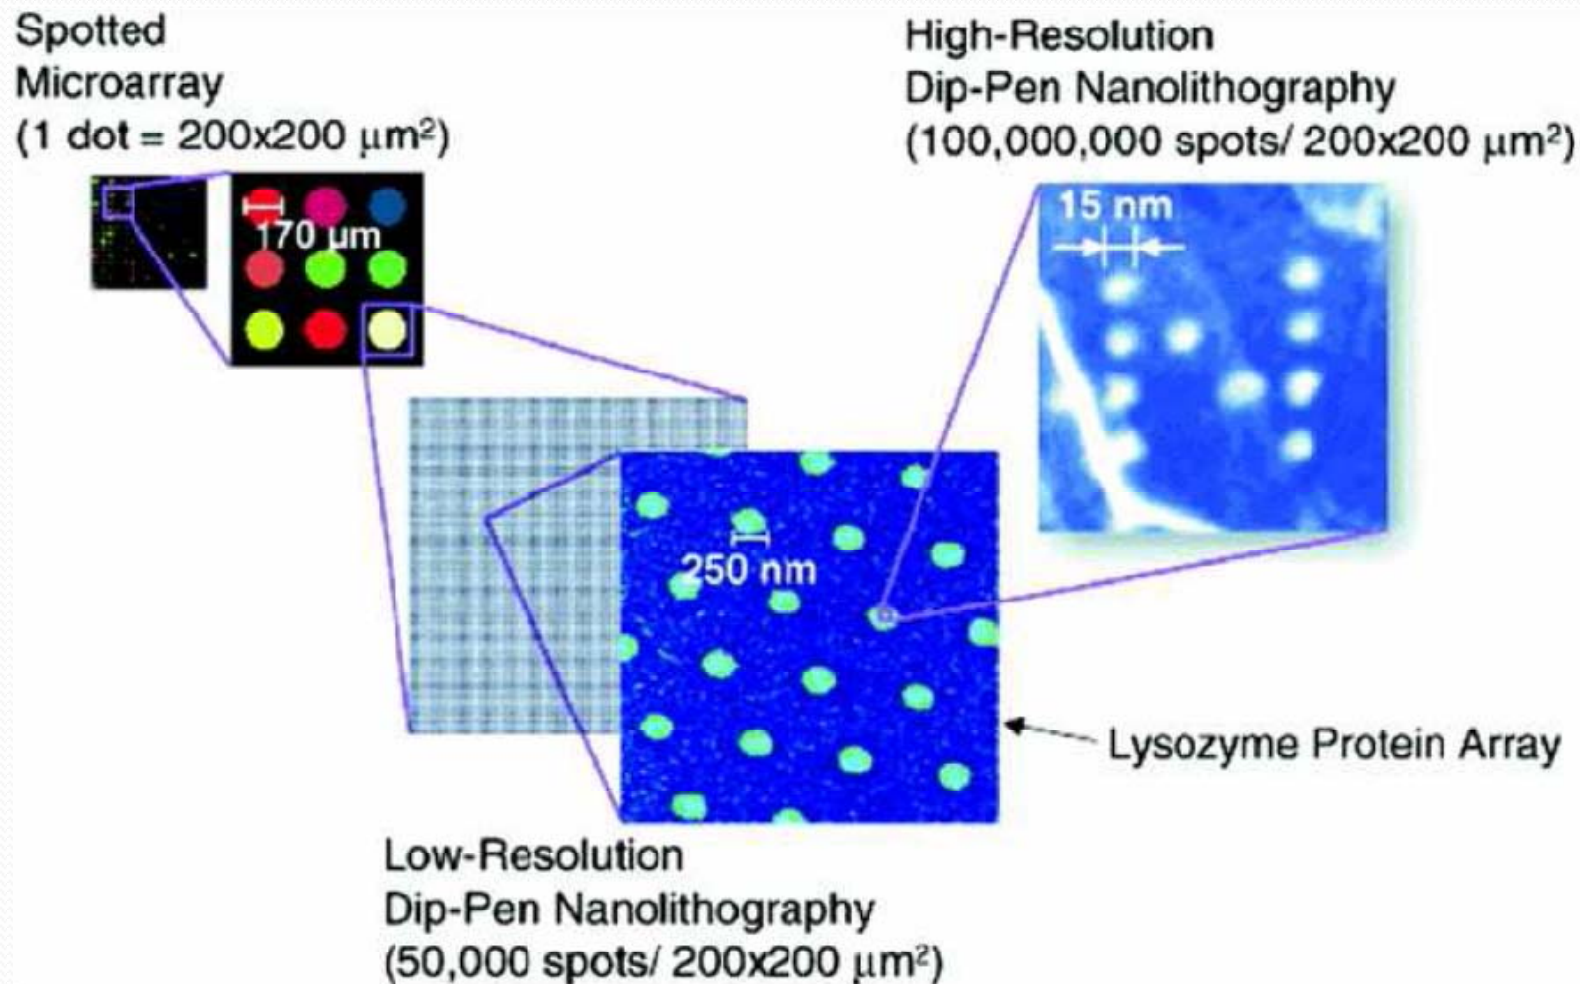 Spotted
Microarray
(1 dot = 200x200 μm²)
170 μm
High-Resolution
Dip-Pen Nanolithography
(100,000,000 spots/ 200x200 μm²)
15 nm
250 nm
Lysozyme Protein Array
Low-Resolution
Dip-Pen Nanolithography
(50,000 spots/ 200x200 μm²)